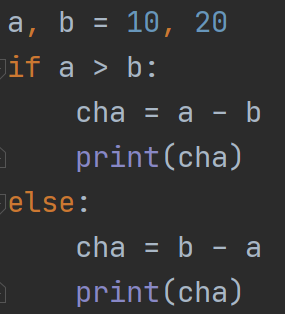 a, b = 10, 20
if a > b:
    cha = a - b
    print(cha)
else:
    cha = b - a
    print(cha)